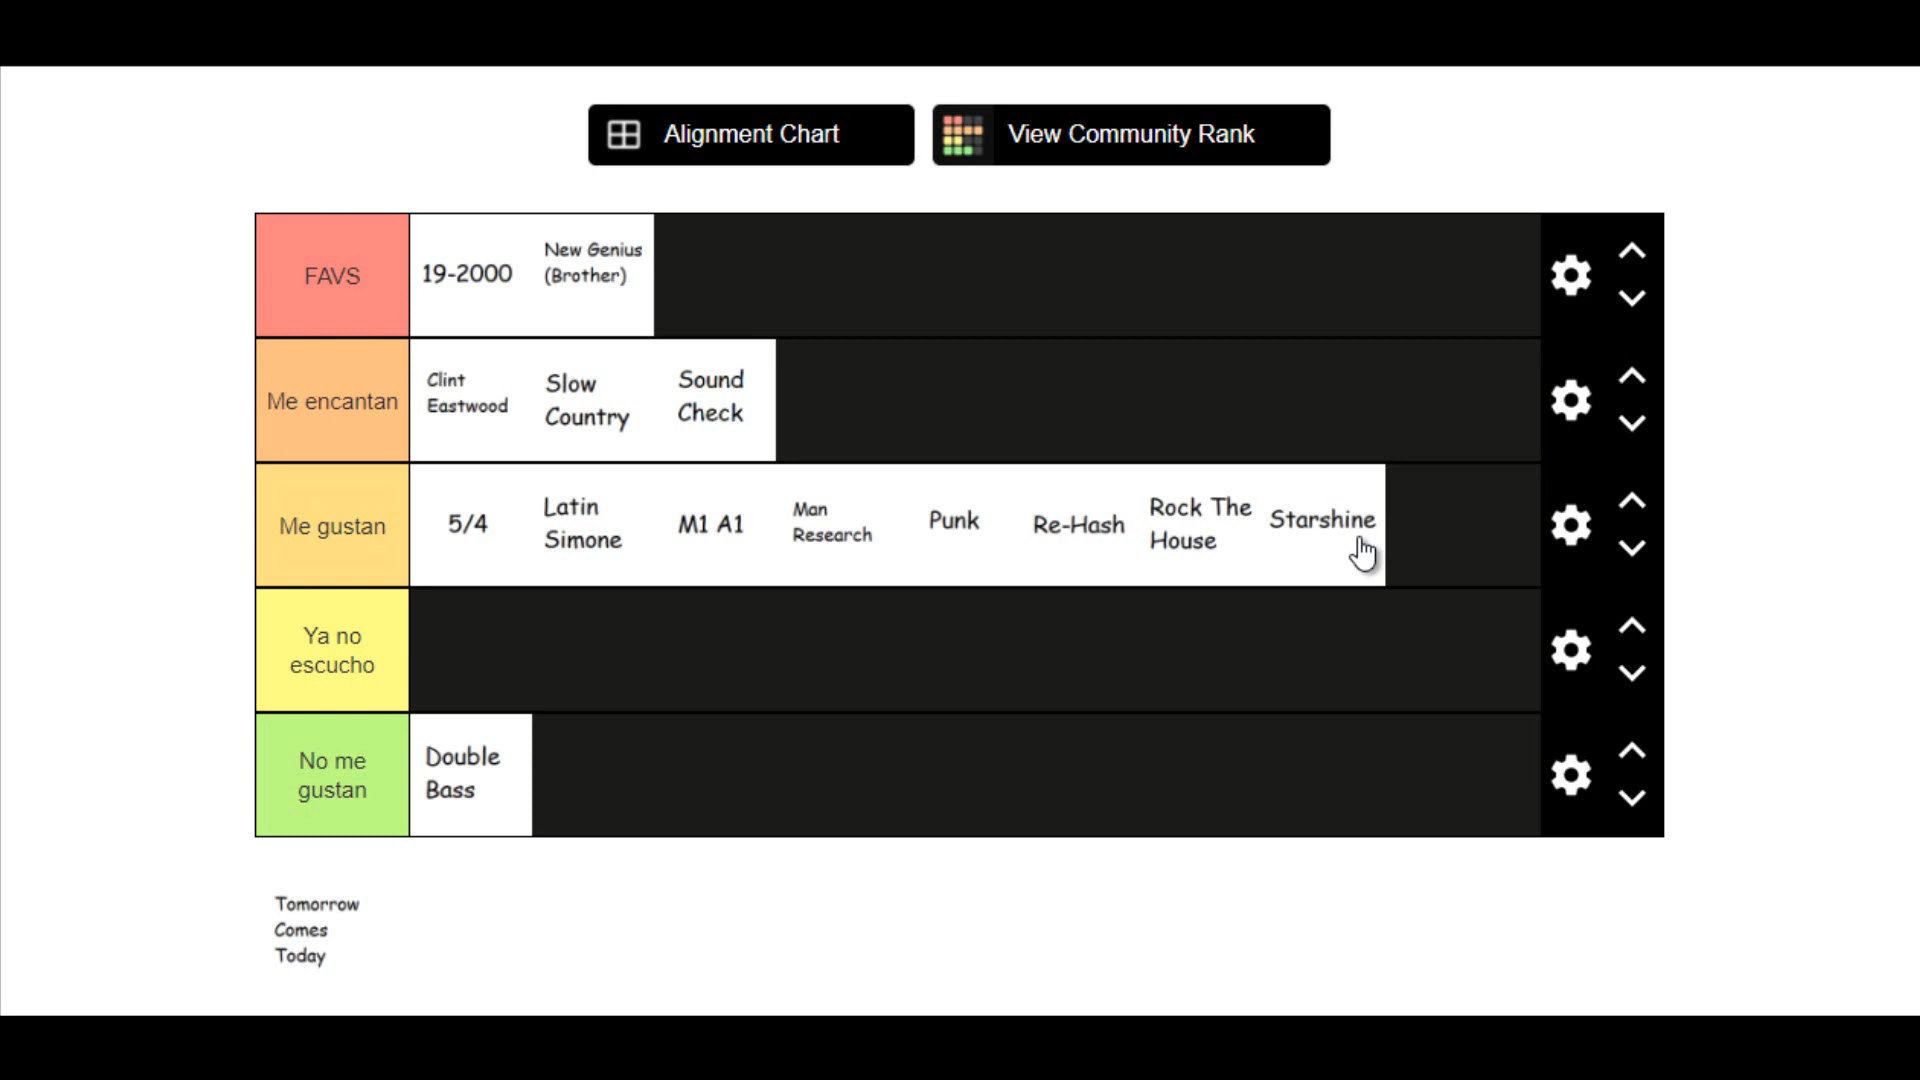 Alignment Chart
View Community Rank
FAVS
19-2000
New Genius
(Brother)
Me encantan
Clint
Eastwood
Slow
Country
Sound
Check
Me gustan
5/4
Latin
Simone
M1 A1
Man
Research
Punk
Re-Hash
Rock The
House
Starshine
Ya no
escucho
No me
gustan
Double
Bass
Tomorrow
Comes
Today